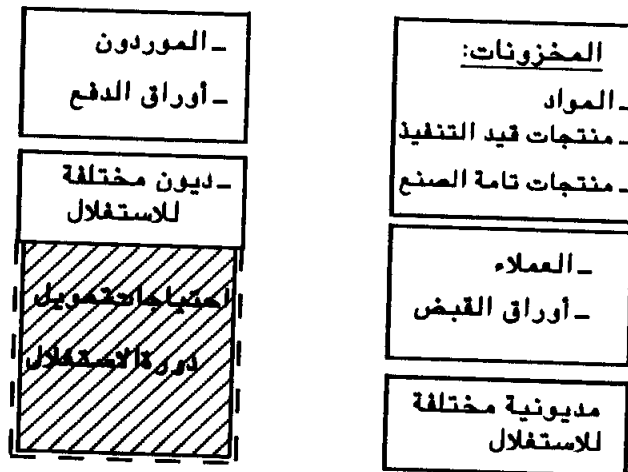 المخزونات:
ـ المواد
ـ منتجات قيد التنفيذ
ـ منتجات تامة الصنع
ـ العملاء
ـ أوراق القبض
مديونية مختلفة
للاستغلال
ـ الموردون
ـ أوراق الدفع
ـ ديون مختلفة
للاستغلال
احتياجات تمويل
دورة الاستغلال